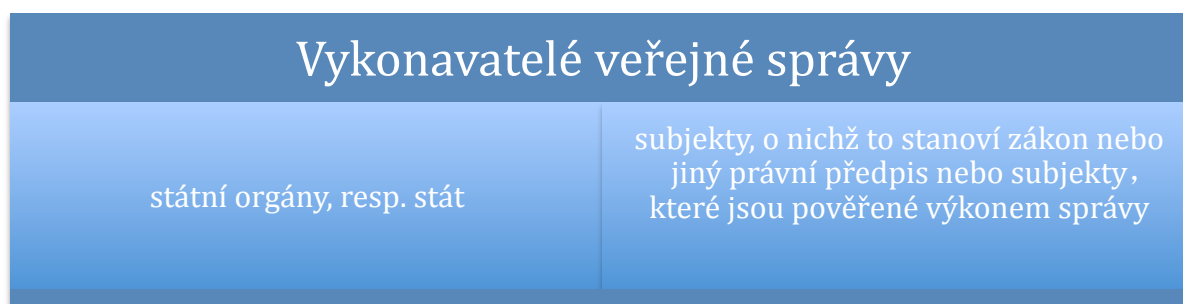 Vykonavatelé veřejné správy
státní orgány, resp. stát
subjekty, o nichž to stanoví zákon nebo
jiný právní předpis nebo subjekty,
které jsou pověřené výkonem správy